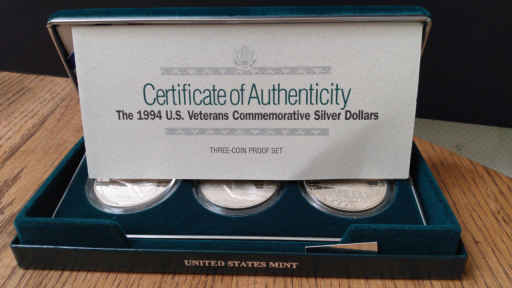 Certificate of Authenticity
The 1994 U.S. Veterans Commemorative Silver Dollars
THREE-COIN PROOF SET
UNITED STATES MINT